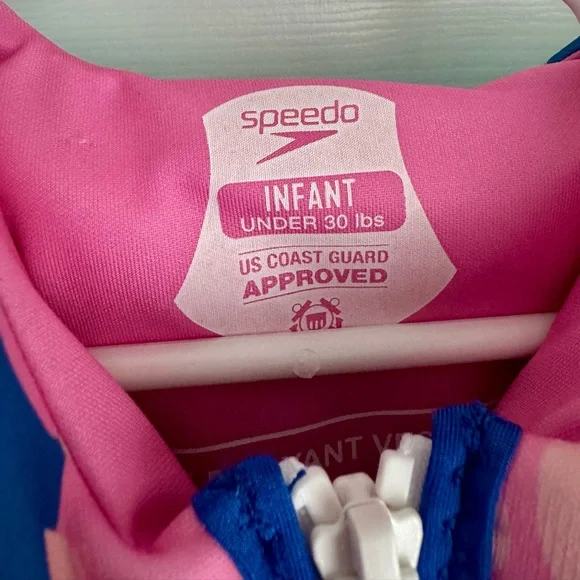 speedo
INFANT
UNDER 30 lbs
US COAST GUARD
APPROVED